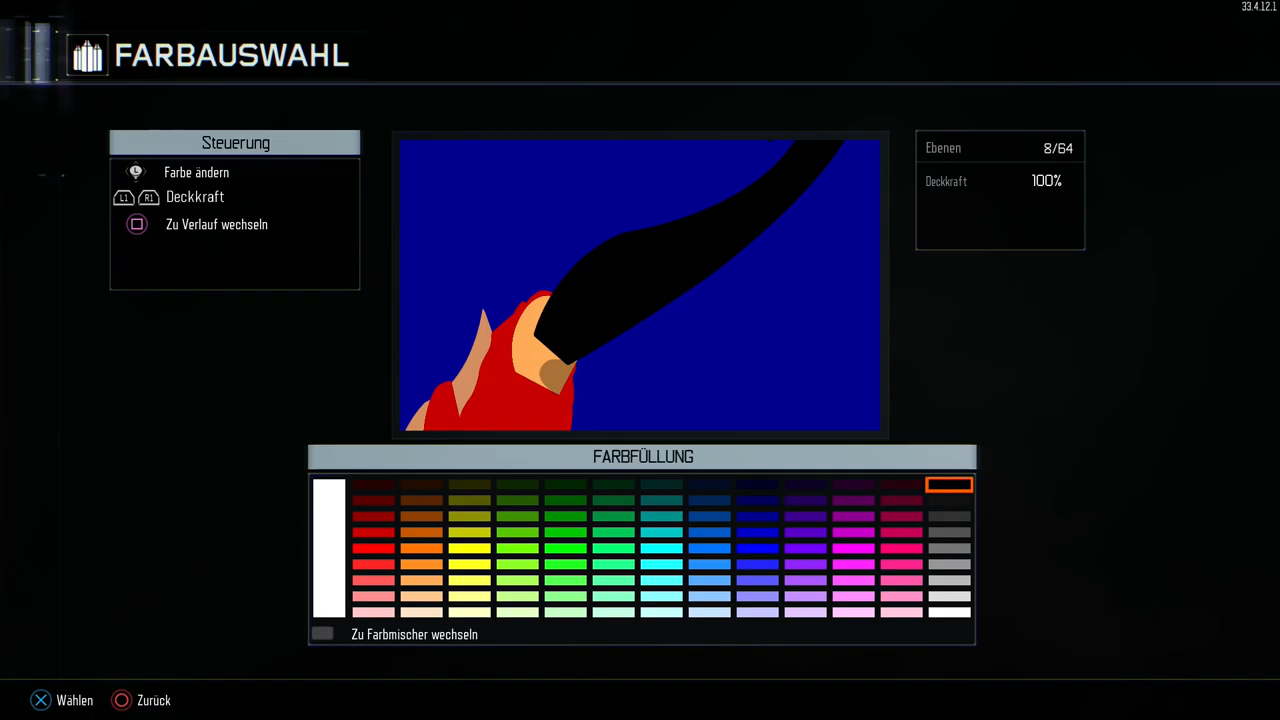 33.4.12.1
FARBAUSWAHL
Steuerung
L Farbe ändern
L1 R1 Deckkraft
Zu Verlauf wechseln
Ebenen 8/64
Deckkraft 100%
FARBFÜLLUNG
Zu Farbmischer wechseln
Wählen Zurück